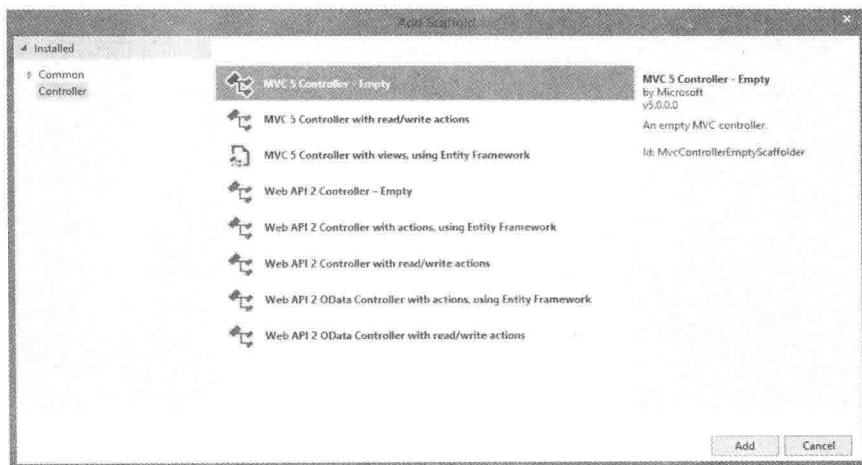 Add Scaffold
Installed
Common
Controller
MVC 5 Controller - Empty
MVC 5 Controller with read/write actions
MVC 5 Controller with views, using Entity Framework
Web API 2 Controller - Empty
Web API 2 Controller with actions, using Entity Framework
Web API 2 Controller with read/write actions
Web API 2 OData Controller with actions, using Entity Framework
Web API 2 OData Controller with read/write actions
MVC 5 Controller - Empty
by Microsoft
v5.0.0.0
An empty MVC controller.
Id: MvcControllerEmptyScaffolder
Add
Cancel